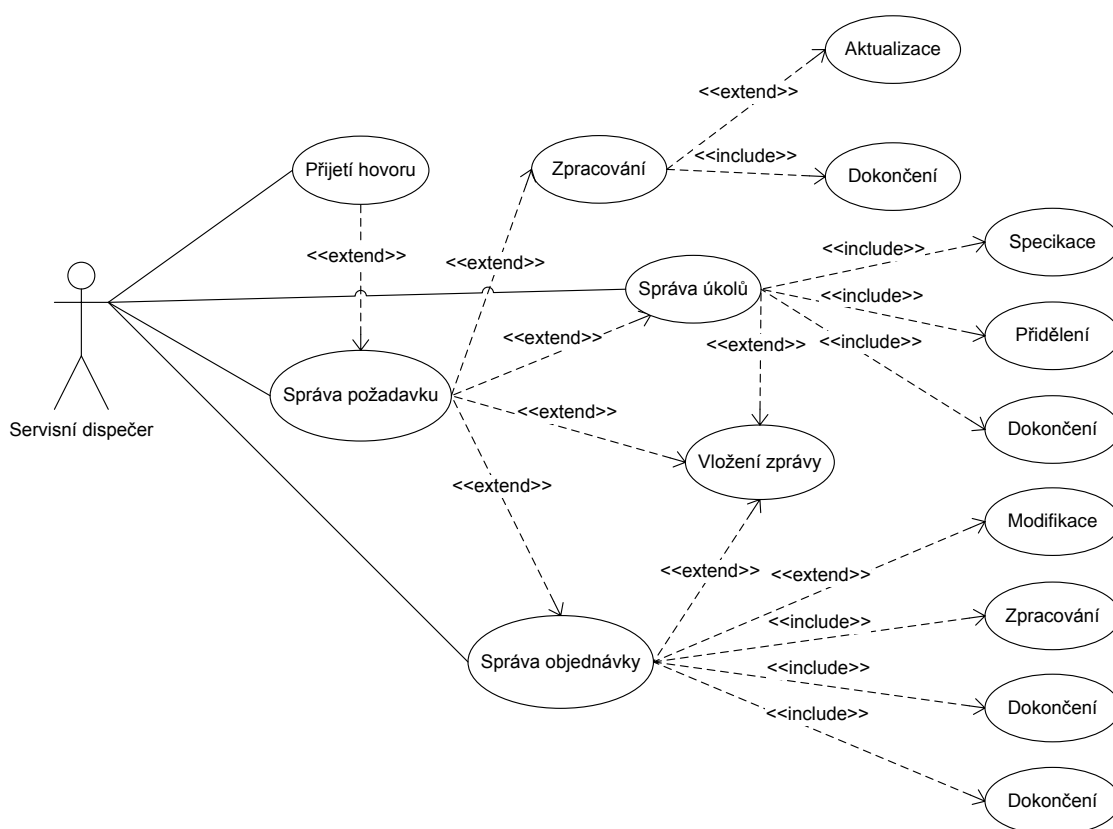 Aktualizace
<<extend>>
<<include>>
Přijetí hovoru
Zpracování
Dokončení
<<extend>>
<<extend>>
<<include>>
Specikace
Správa úkolů
<<include>>
Přidělení
<<extend>>
<<extend>>
<<include>>
Správa požadavku
Servisní dispečer
<<extend>>
Dokončení
Vložení zprávy
<<extend>>
Modifikace
<<extend>>
<<extend>>
Zpracování
<<include>>
Správa objednávky
<<include>>
Dokončení
<<include>>
Dokončení